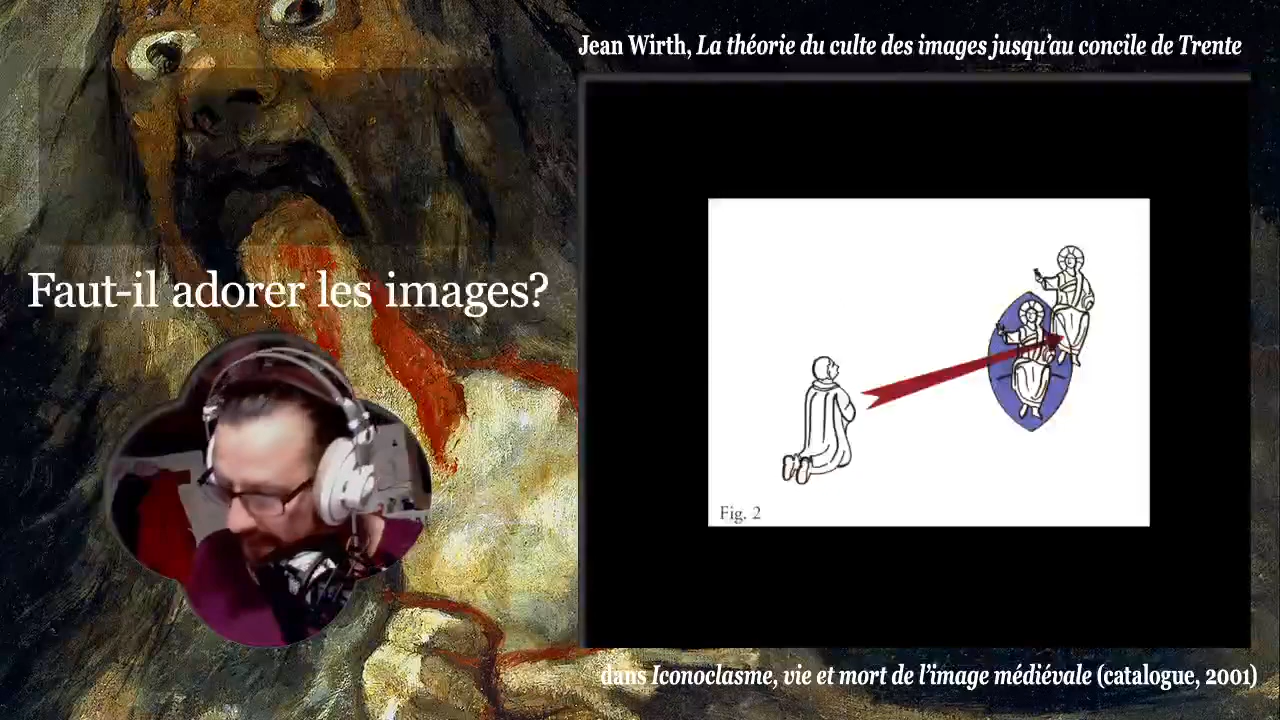 Jean Wirth, La théorie du culte des images jusqu'au concile de Trente
Faut-il adorer les images?
Fig. 2
dans Iconoclasme, vie et mort de l'image médiévale (catalogue, 2001)